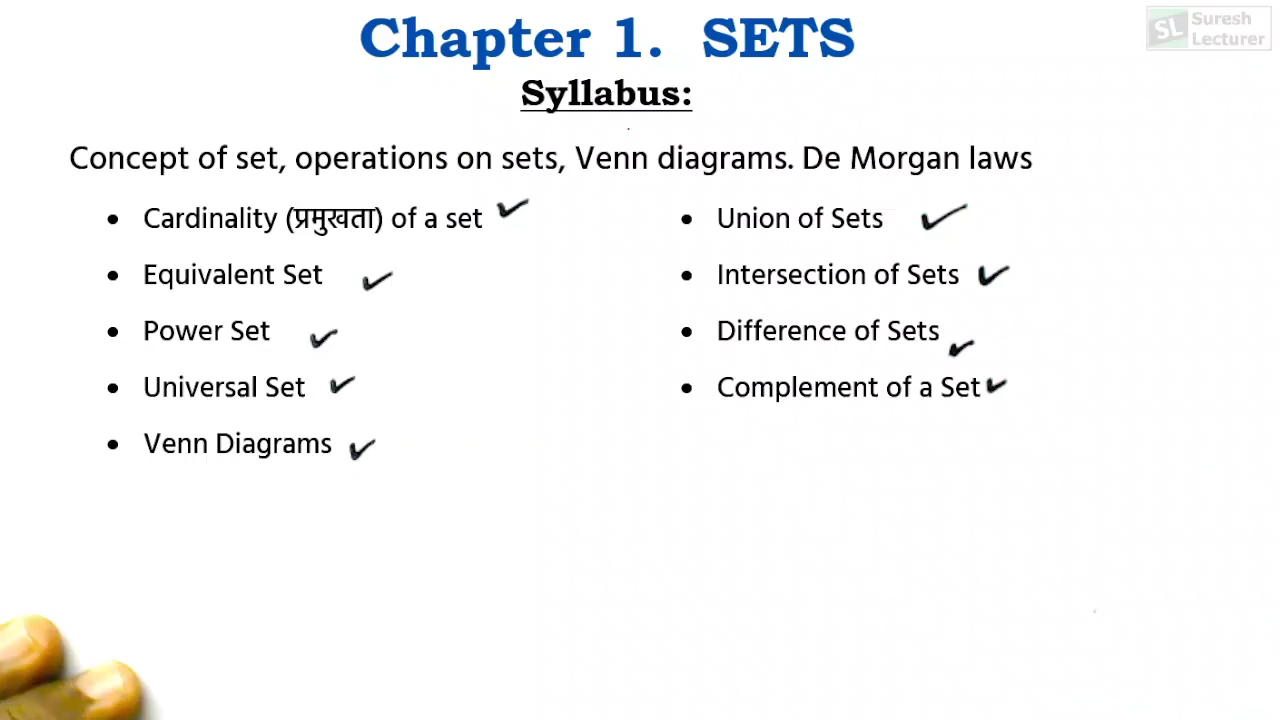 Chapter 1. SETS
Suresh
SL Lecturer
Syllabus:
Concept of set, operations on sets, Venn diagrams. De Morgan laws
• Cardinality (प्रमुखता) of a set ✓
• Equivalent Set ✓
• Power Set ✓
• Universal Set ✓
• Venn Diagrams ✓
• Union of Sets ✓
• Intersection of Sets ✓
• Difference of Sets ✓
• Complement of a Set ✓